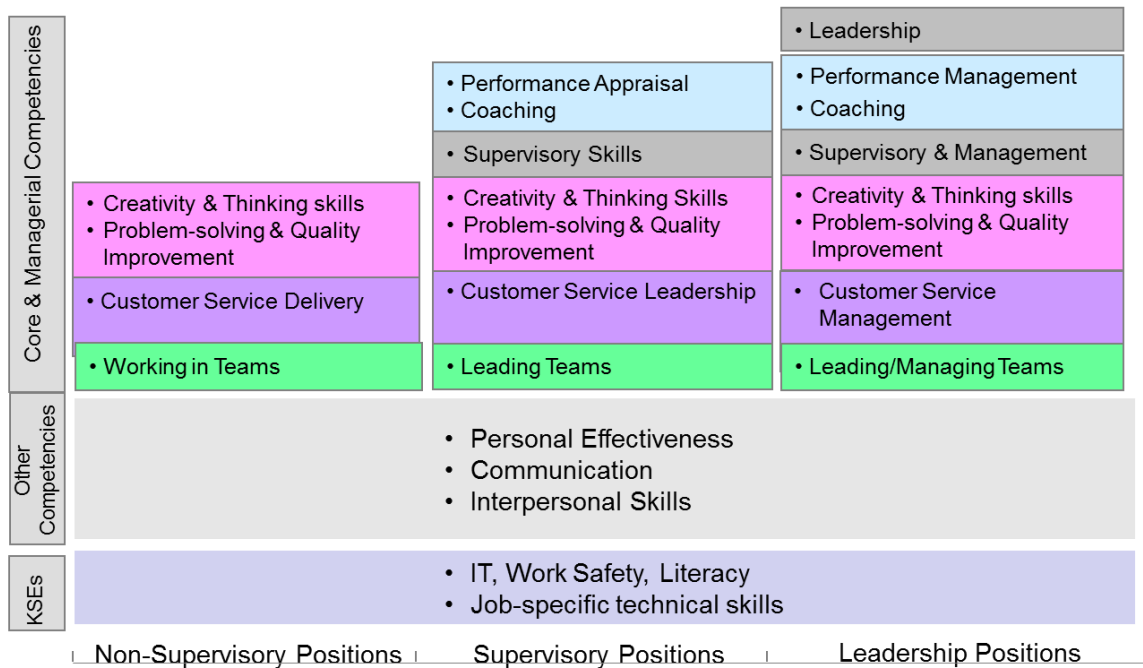 Core & Managerial Competencies
• Creativity & Thinking skills
• Problem-solving & Quality
Improvement
• Customer Service Delivery
• Working in Teams
• Performance Appraisal
• Coaching
• Supervisory Skills
• Creativity & Thinking Skills
• Problem-solving & Quality
Improvement
• Customer Service Leadership
• Leading Teams
• Leadership
• Performance Management
• Coaching
• Supervisory & Management
• Creativity & Thinking skills
• Problem-solving & Quality
Improvement
• Customer Service
Management
• Leading/Managing Teams
Other
Competencies
• Personal Effectiveness
• Communication
• Interpersonal Skills
KSEs
• IT, Work Safety, Literacy
• Job-specific technical skills
Non-Supervisory Positions
Supervisory Positions
Leadership Positions